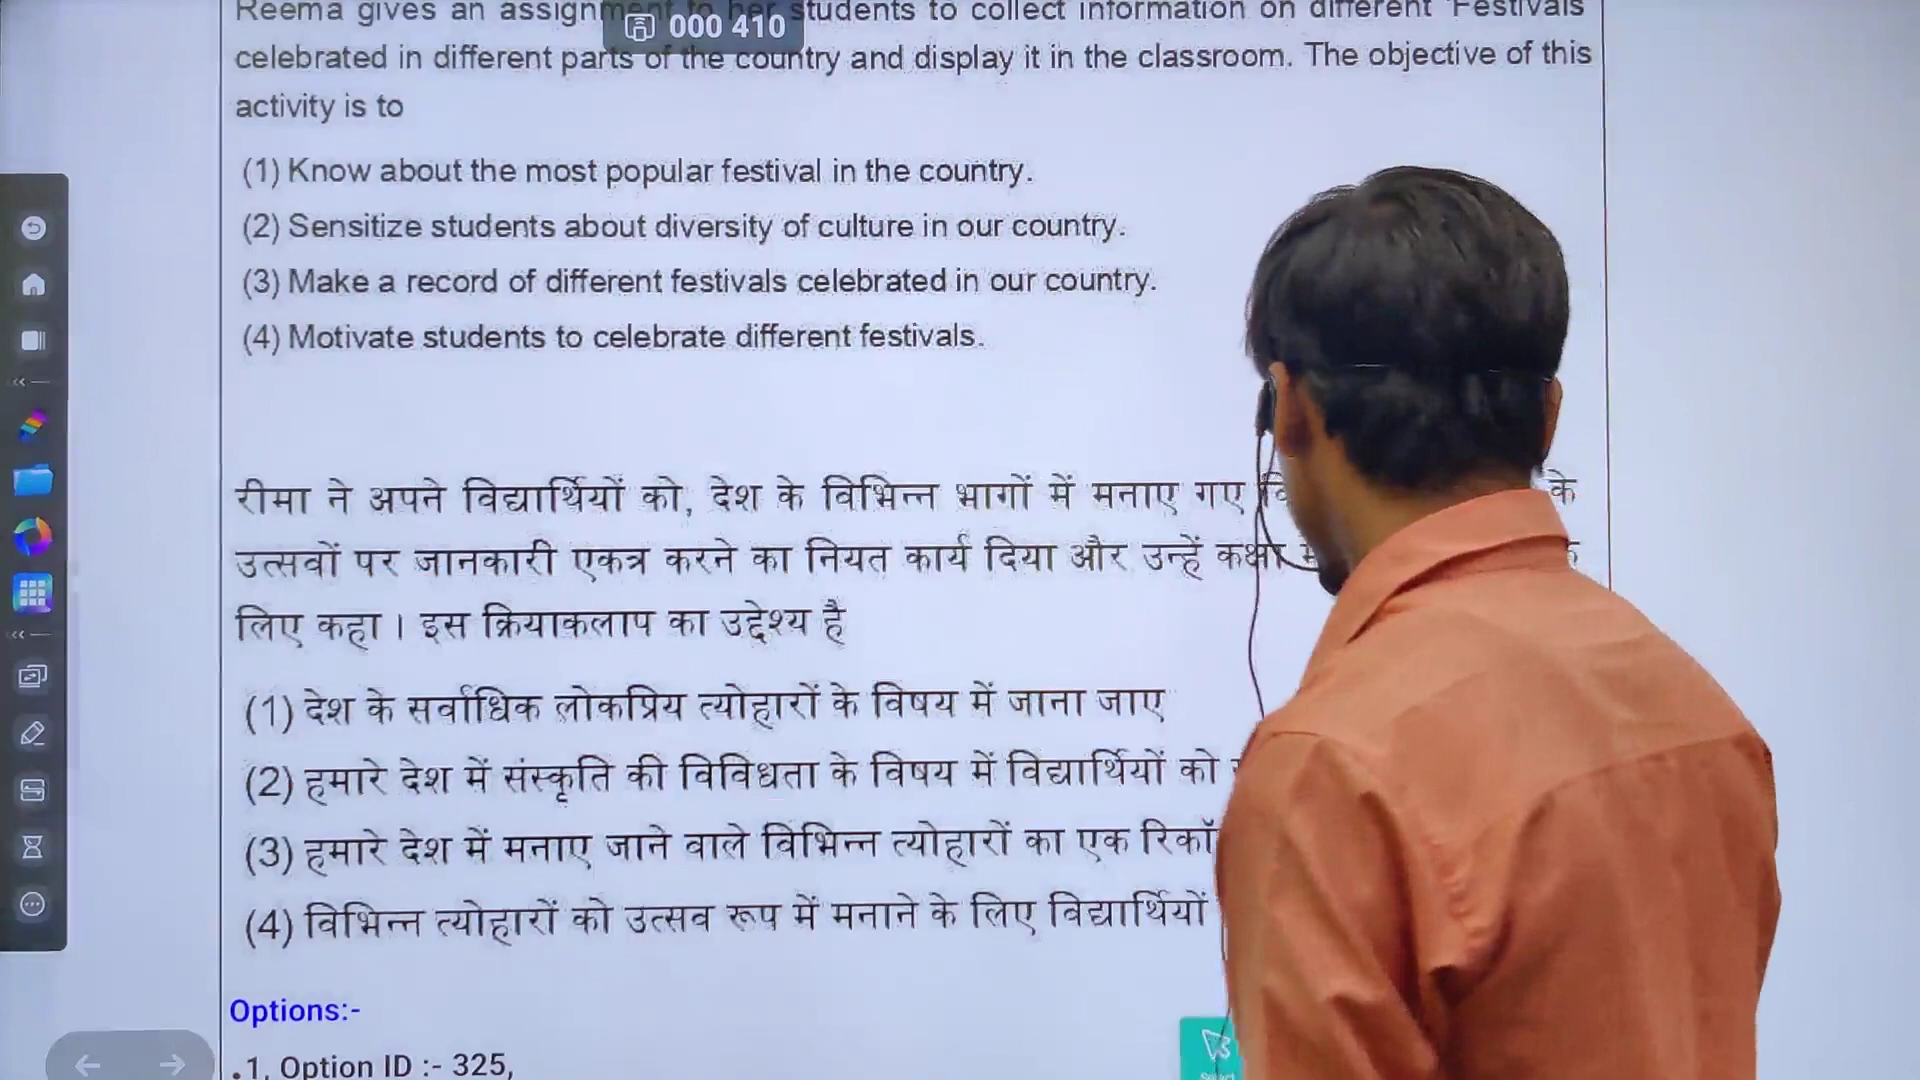 Reema gives an assignment to her students to collect information on different Festivals
000 410
celebrated in different parts of the country and display it in the classroom. The objective of this
activity is to
(1) Know about the most popular festival in the country.
(2) Sensitize students about diversity of culture in our country.
(3) Make a record of different festivals celebrated in our country.
(4) Motivate students to celebrate different festivals.
रीमा ने अपने विद्यार्थियों को, देश के विभिन्न भागों में मनाए गए के
उत्सवों पर जानकारी एकत्र करने का नियत कार्य दिया और उन्हें कक्षा
लिए कहा । इस क्रियाकलाप का उद्देश्य है
(1) देश के सर्वाधिक लोकप्रिय त्योहारों के विषय में जाना जाए
(2) हमारे देश में संस्कृति की विविधता के विषय में विद्यार्थियों को
(3) हमारे देश में मनाए जाने वाले विभिन्न त्योहारों का एक
(4) विभिन्न त्योहारों को उत्सव रूप में मनाने के लिए विद्यार्थियों
Options:-
.1, Option ID :- 325,